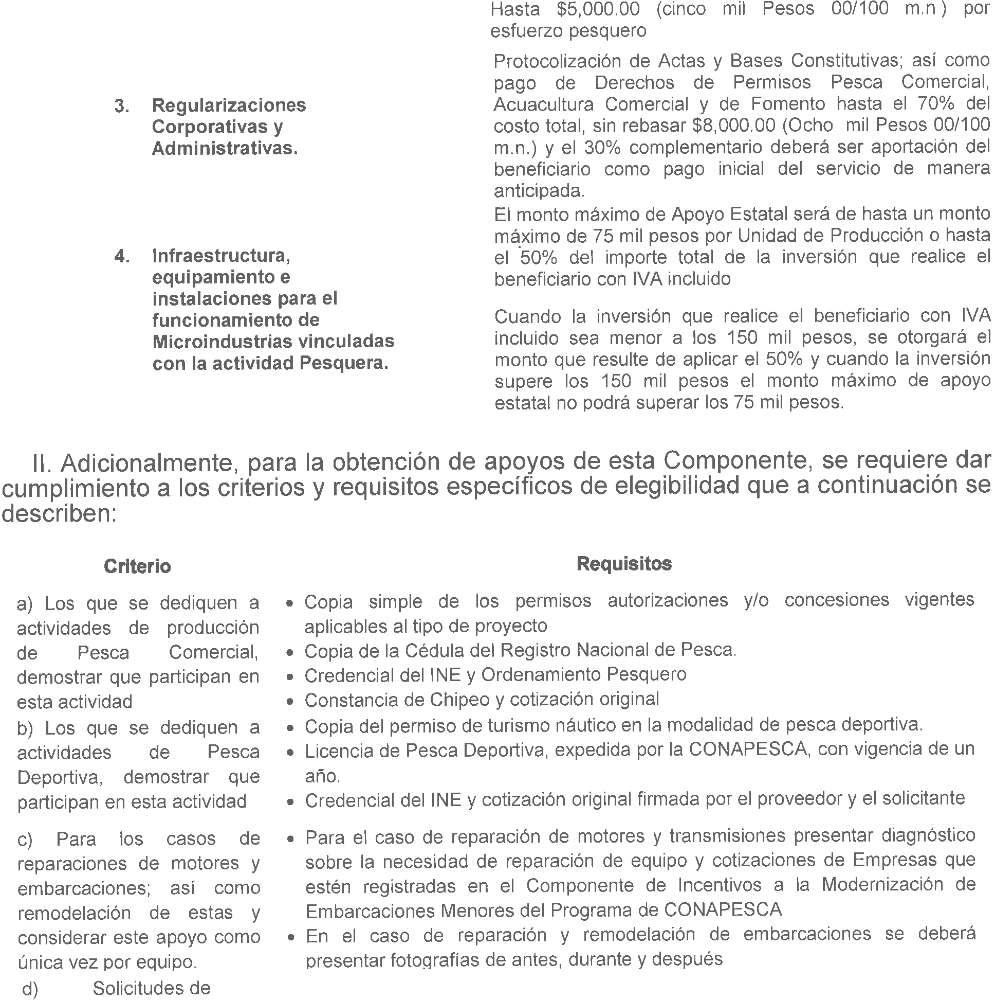 Hasta $5,000.00 (cinco mil Pesos 00/100 m.n ) por
esfuerzo pesquero
3. Regularizaciones
Corporativas y
Administrativas.
Protocolización de Actas y Bases Constitutivas; así como
pago de Derechos de Permisos Pesca Comercial,
Acuacultura Comercial y de Fomento hasta el 70% del
costo total, sin rebasar $8,000.00 (Ocho mil Pesos 00/100
m.n.) y el 30% complementario deberá ser aportación del
beneficiario como pago inicial del servicio de manera
anticipada.
4. Infraestructura,
equipamiento e
instalaciones para el
funcionamiento de
Microindustrias vinculadas
con la actividad Pesquera.
El monto máximo de Apoyo Estatal será de hasta un monto
máximo de 75 mil pesos por Unidad de Producción o hasta
el 50% del importe total de la inversión que realice el
beneficiario con IVA incluido
Cuando la inversión que realice el beneficiario con IVA
incluido sea menor a los 150 mil pesos, se otorgará el
monto que resulte de aplicar el 50% y cuando la inversión
supere los 150 mil pesos el monto máximo de apoyo
estatal no podrá superar los 75 mil pesos.
II. Adicionalmente, para la obtención de apoyos de esta Componente, se requiere dar
cumplimiento a los criterios y requisitos específicos de elegibilidad que a continuación se
describen:
Criterio
Requisitos
a) Los que se dediquen a
actividades de producción
de Pesca Comercial,
demostrar que participan en
esta actividad
• Copia simple de los permisos autorizaciones y/o concesiones vigentes
aplicables al tipo de proyecto
• Copia de la Cédula del Registro Nacional de Pesca.
• Credencial del INE y Ordenamiento Pesquero
• Constancia de Chipeo y cotización original
b) Los que se dediquen a
actividades de Pesca
Deportiva, demostrar que
participan en esta actividad
• Copia del permiso de turismo náutico en la modalidad de pesca deportiva.
• Licencia de Pesca Deportiva, expedida por la CONAPESCA, con vigencia de un
año.
• Credencial del INE y cotización original firmada por el proveedor y el solicitante
c) Para los casos de
reparaciones de motores y
embarcaciones; así como
remodelación de estas y
considerar este apoyo como
única vez por equipo.
• Para el caso de reparación de motores y transmisiones presentar diagnóstico
sobre la necesidad de reparación de equipo y cotizaciones de Empresas que
estén registradas en el Componente de Incentivos a la Modernización de
Embarcaciones Menores del Programa de CONAPESCA
• En el caso de reparación y remodelación de embarcaciones se deberá
presentar fotografías de antes, durante y después
d) Solicitudes de